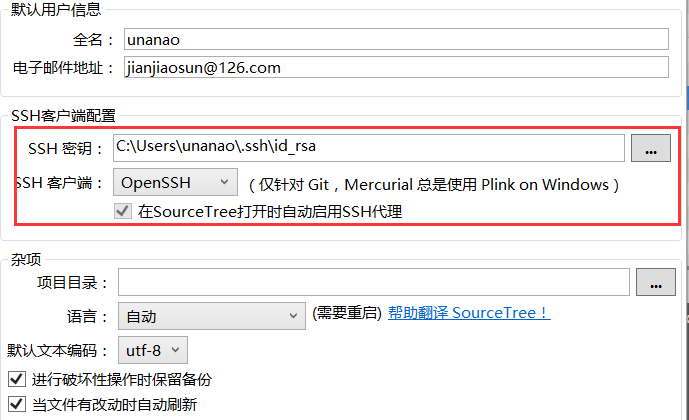 默认用户信息
全名： unanao
电子邮件地址： jianjiaosun@126.com
SSH客户端配置
SSH 密钥： C:\Users\unanao\.ssh\id_rsa ...
SSH 客户端： OpenSSH （仅针对 Git，Mercurial 总是使用 Plink on Windows）
在SourceTree打开时自动启用SSH代理
杂项
项目目录： ...
语言： 自动 (需要重启) 帮助翻译 SourceTree！
默认文本编码： utf-8
进行破坏性操作时保留备份
当文件有改动时自动刷新